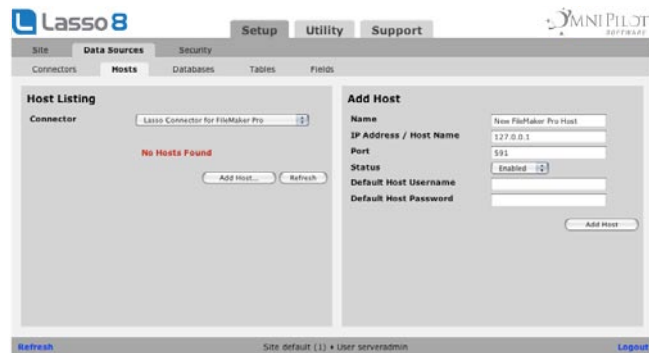 Lasso 8
Setup Utility Support
OMNIPILOT
SOFTWARE
Site Data Sources Security
Connectors Hosts Databases Tables Fields
Host Listing
Connector Lasso Connector for FileMaker Pro
No Hosts Found
Add Host... Refresh
Add Host
Name New FileMaker Pro Host
IP Address / Host Name 127.0.0.1
Port 591
Status Enabled
Default Host Username
Default Host Password
Add Host
Refresh Site default (1) • User serveradmin Logout